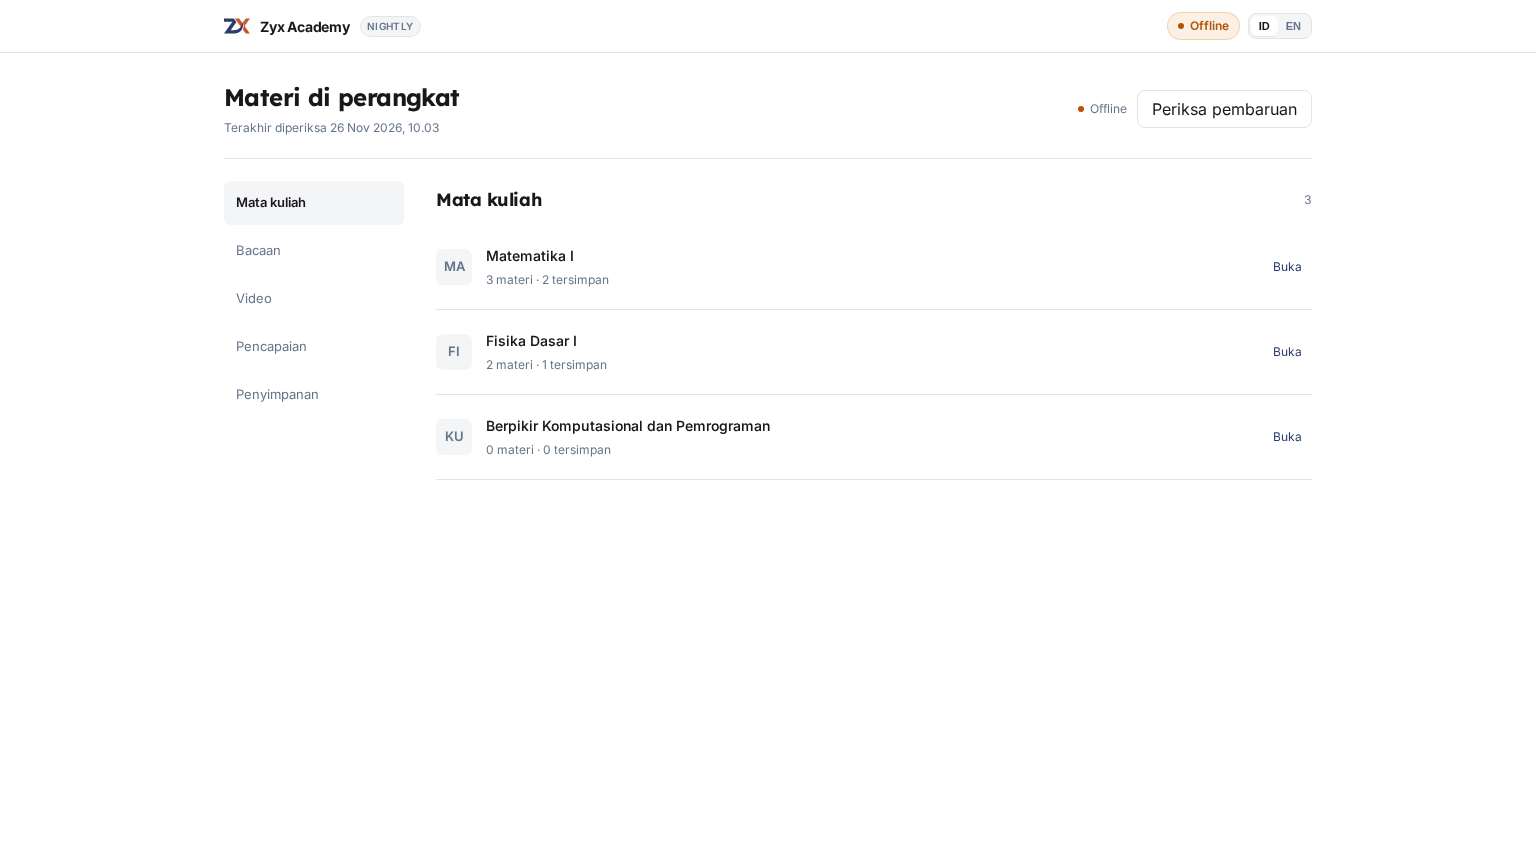 ZX Zyx Academy NIGHTLY
Offline ID EN
Materi di perangkat
Terakhir diperiksa 26 Nov 2026, 10.03
Offline Periksa pembaruan
Mata kuliah
Bacaan
Video
Pencapaian
Penyimpanan
Mata kuliah 3
MA Matematika I
3 materi · 2 tersimpan
Buka
FI Fisika Dasar I
2 materi · 1 tersimpan
Buka
KU Berpikir Komputasional dan Pemrograman
0 materi · 0 tersimpan
Buka